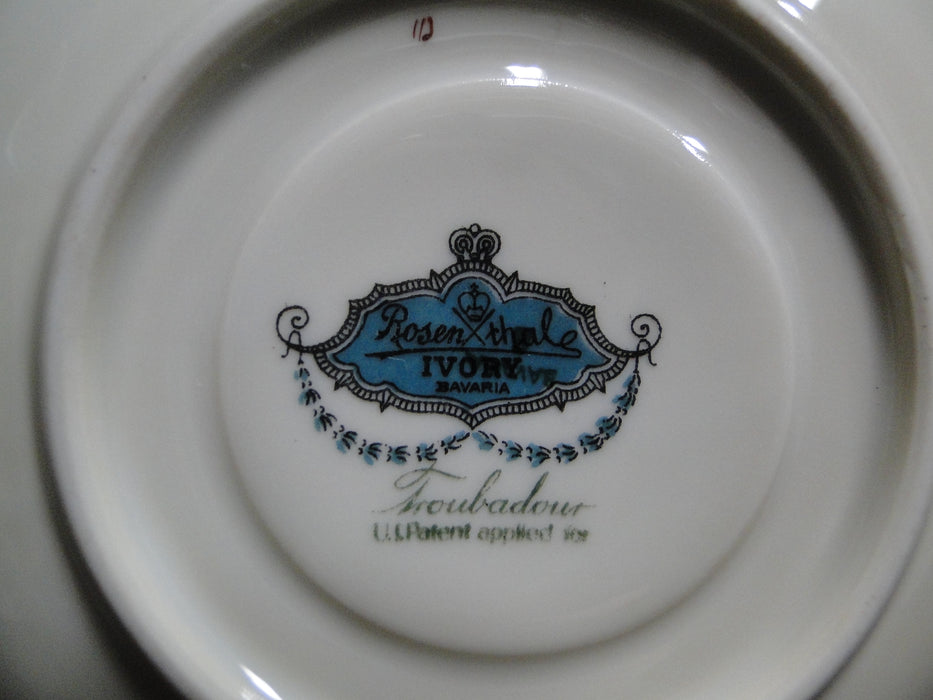 Rosenthal
IVORY
BAVARIA
Troubadour
U.S.Patent applied for